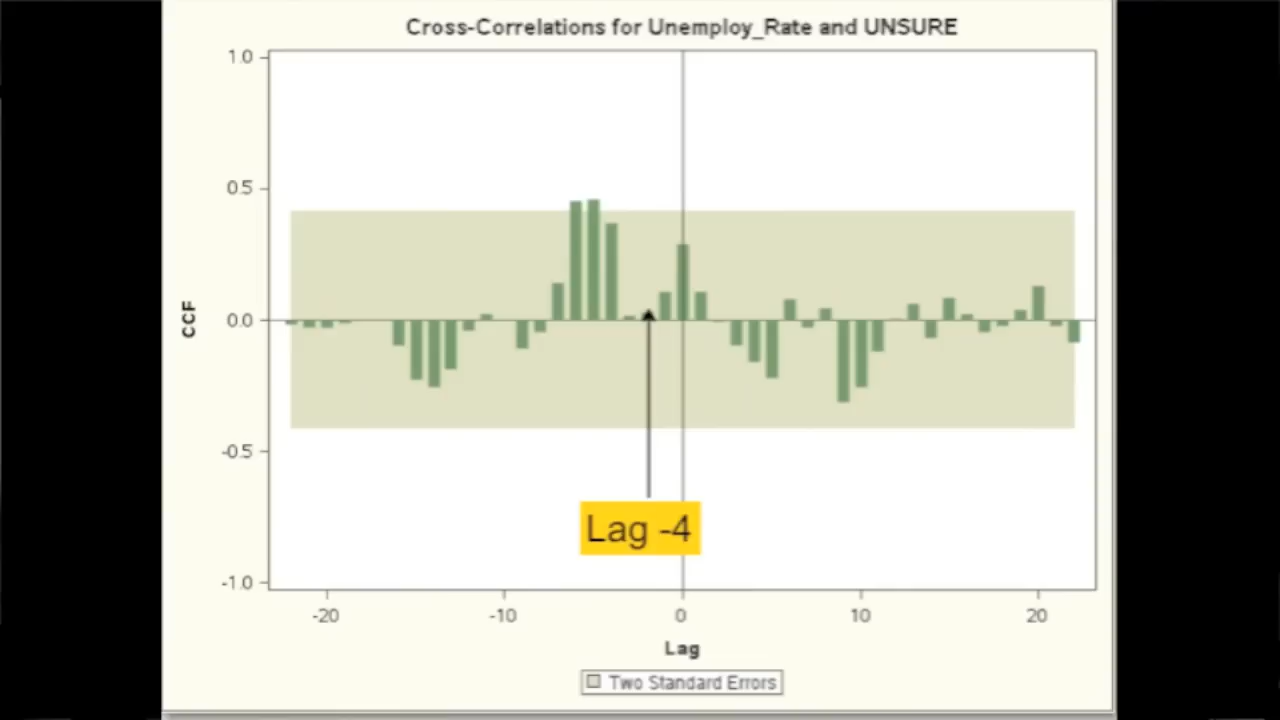 Cross-Correlations for Unemploy_Rate and UNSURE
1.0
0.5
0.0
-0.5
-1.0
CCF
Lag -4
-20 -10 0 10 20
Lag
Two Standard Errors